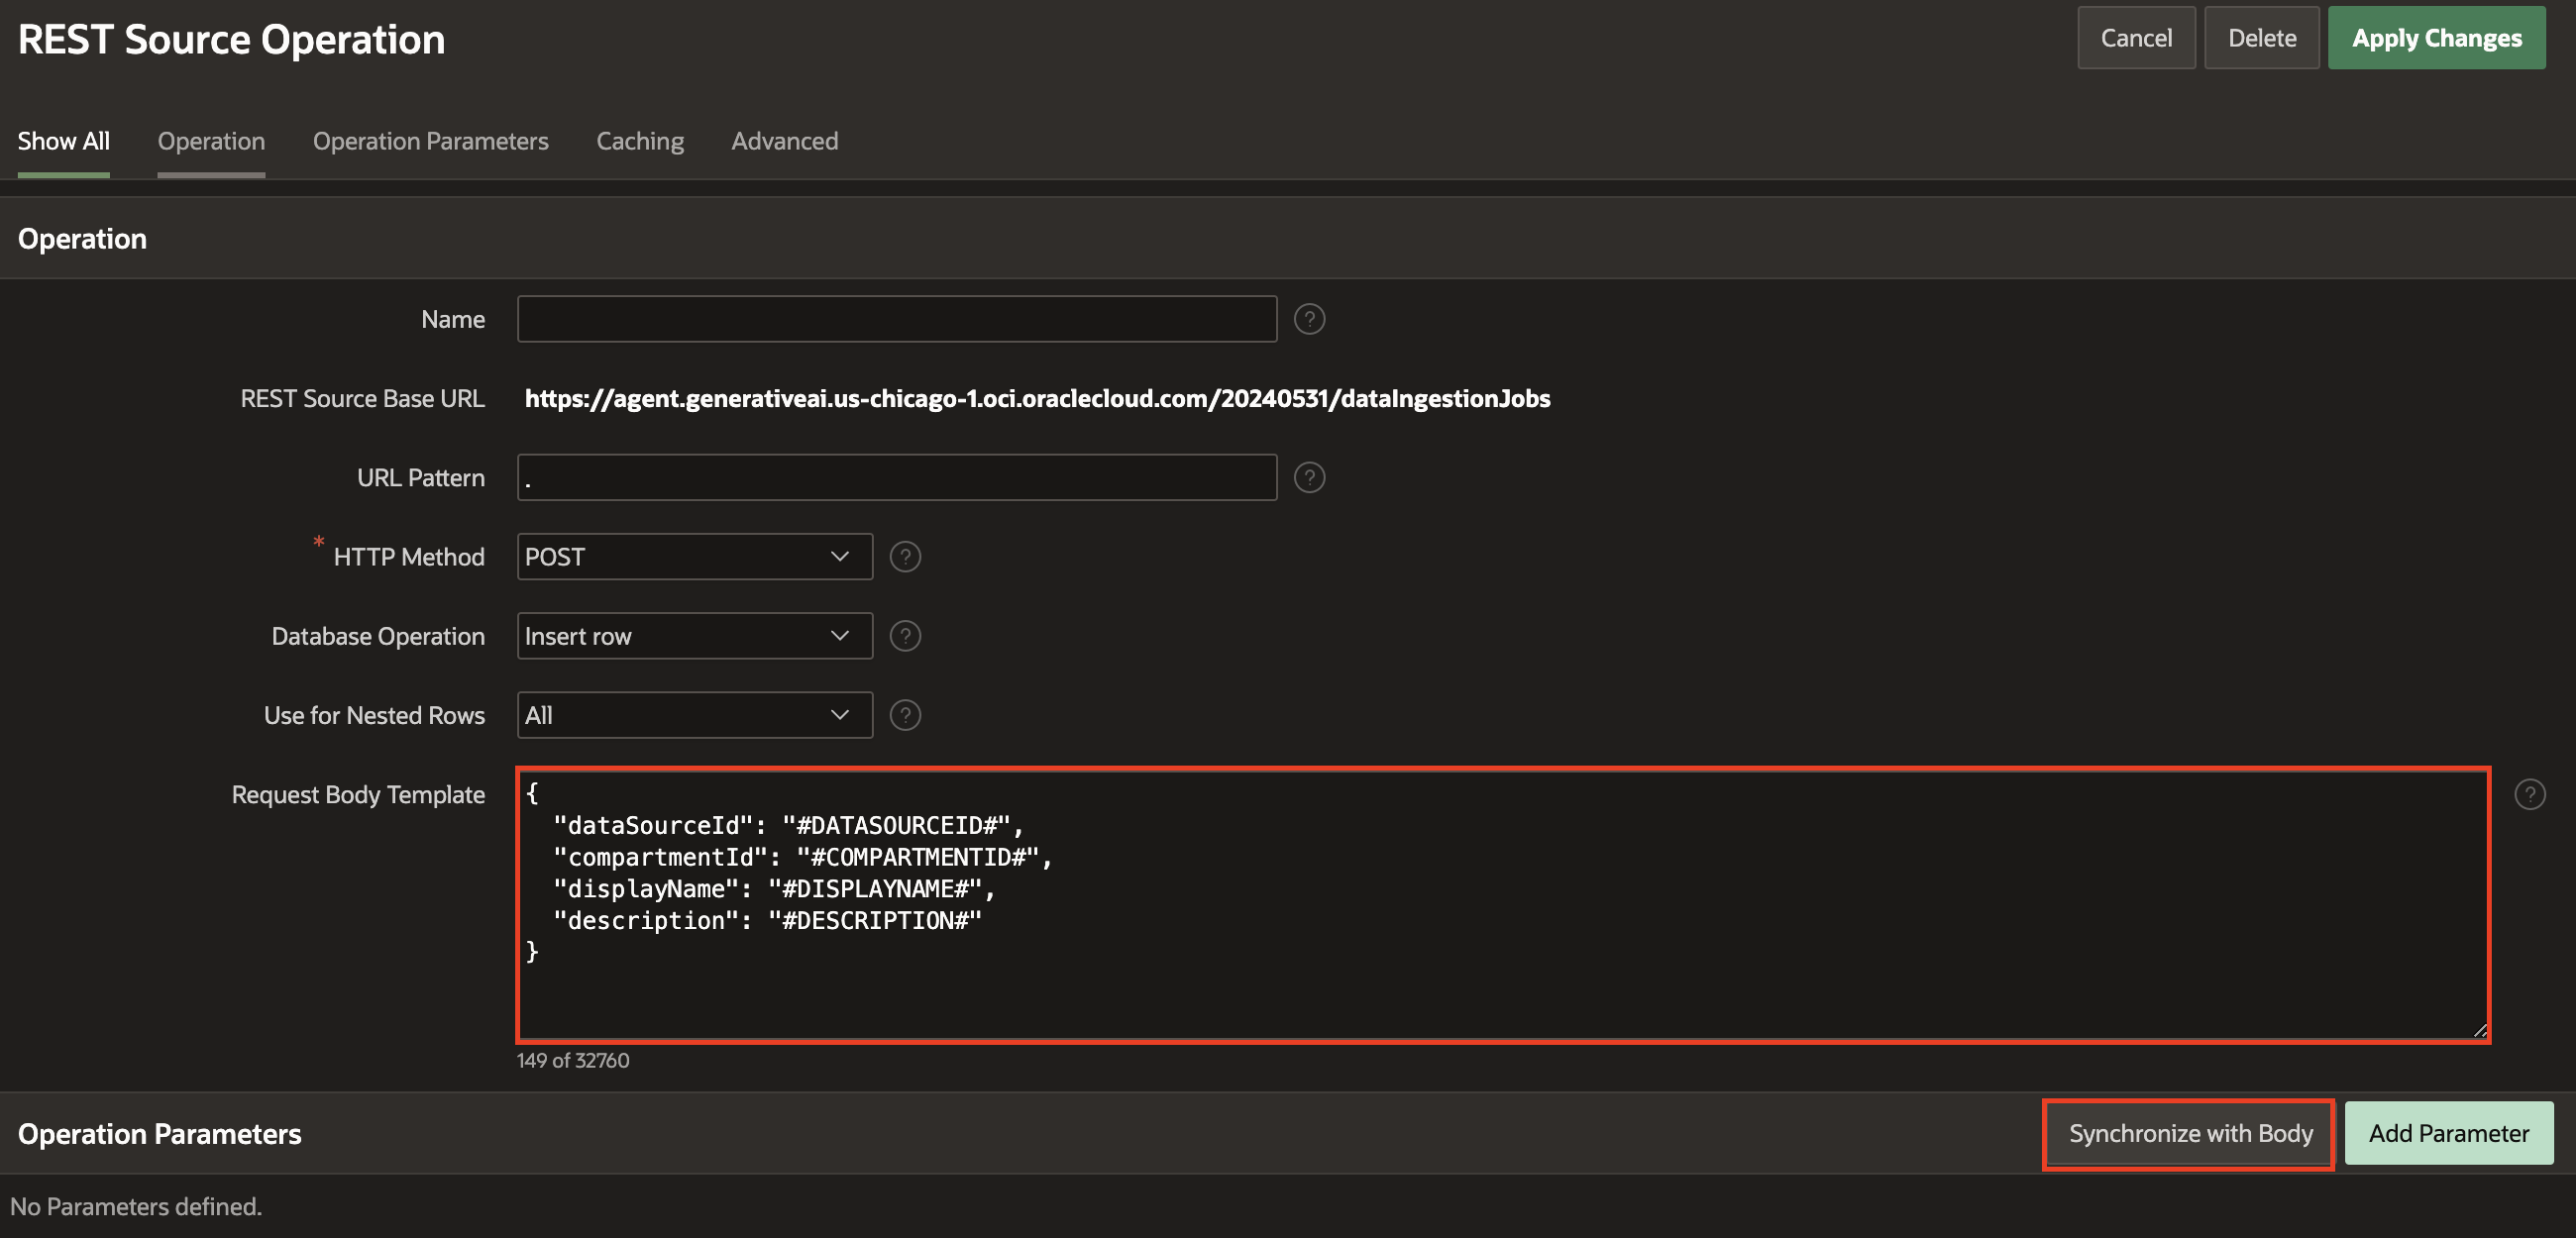 REST Source Operation
Cancel
Delete
Apply Changes
Show All
Operation
Operation Parameters
Caching
Advanced
Operation
Name
?
REST Source Base URL
https://agent.generativeai.us-chicago-1.oci.oraclecloud.com/20240531/dataIngestionJobs
URL Pattern
.
?
* HTTP Method
POST
?
Database Operation
Insert row
?
Use for Nested Rows
All
?
Request Body Template
{
"dataSourceId": "#DATASOURCEID#",
"compartmentId": "#COMPARTMENTID#",
"displayName": "#DISPLAYNAME#",
"description": "#DESCRIPTION#"
}
?
149 of 32760
Operation Parameters
Synchronize with Body
Add Parameter
No Parameters defined.